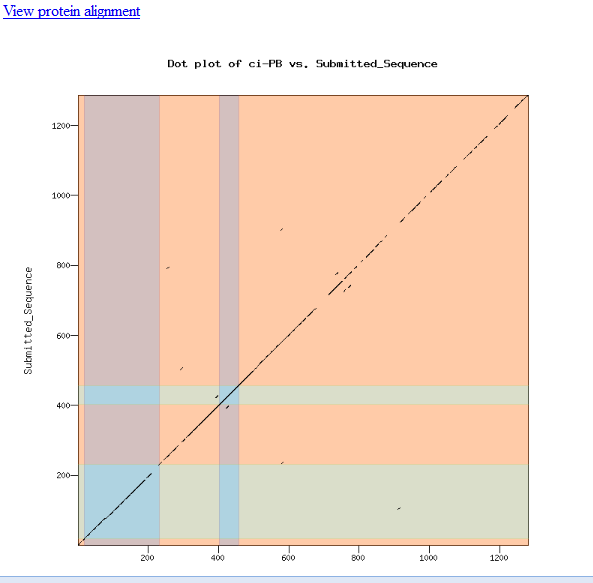 View protein alignment
Dot plot of ci-PB vs. Submitted_Sequence
1200
1000
800
600
400
200
Submitted_Sequence
200 400 600 800 1000 1200